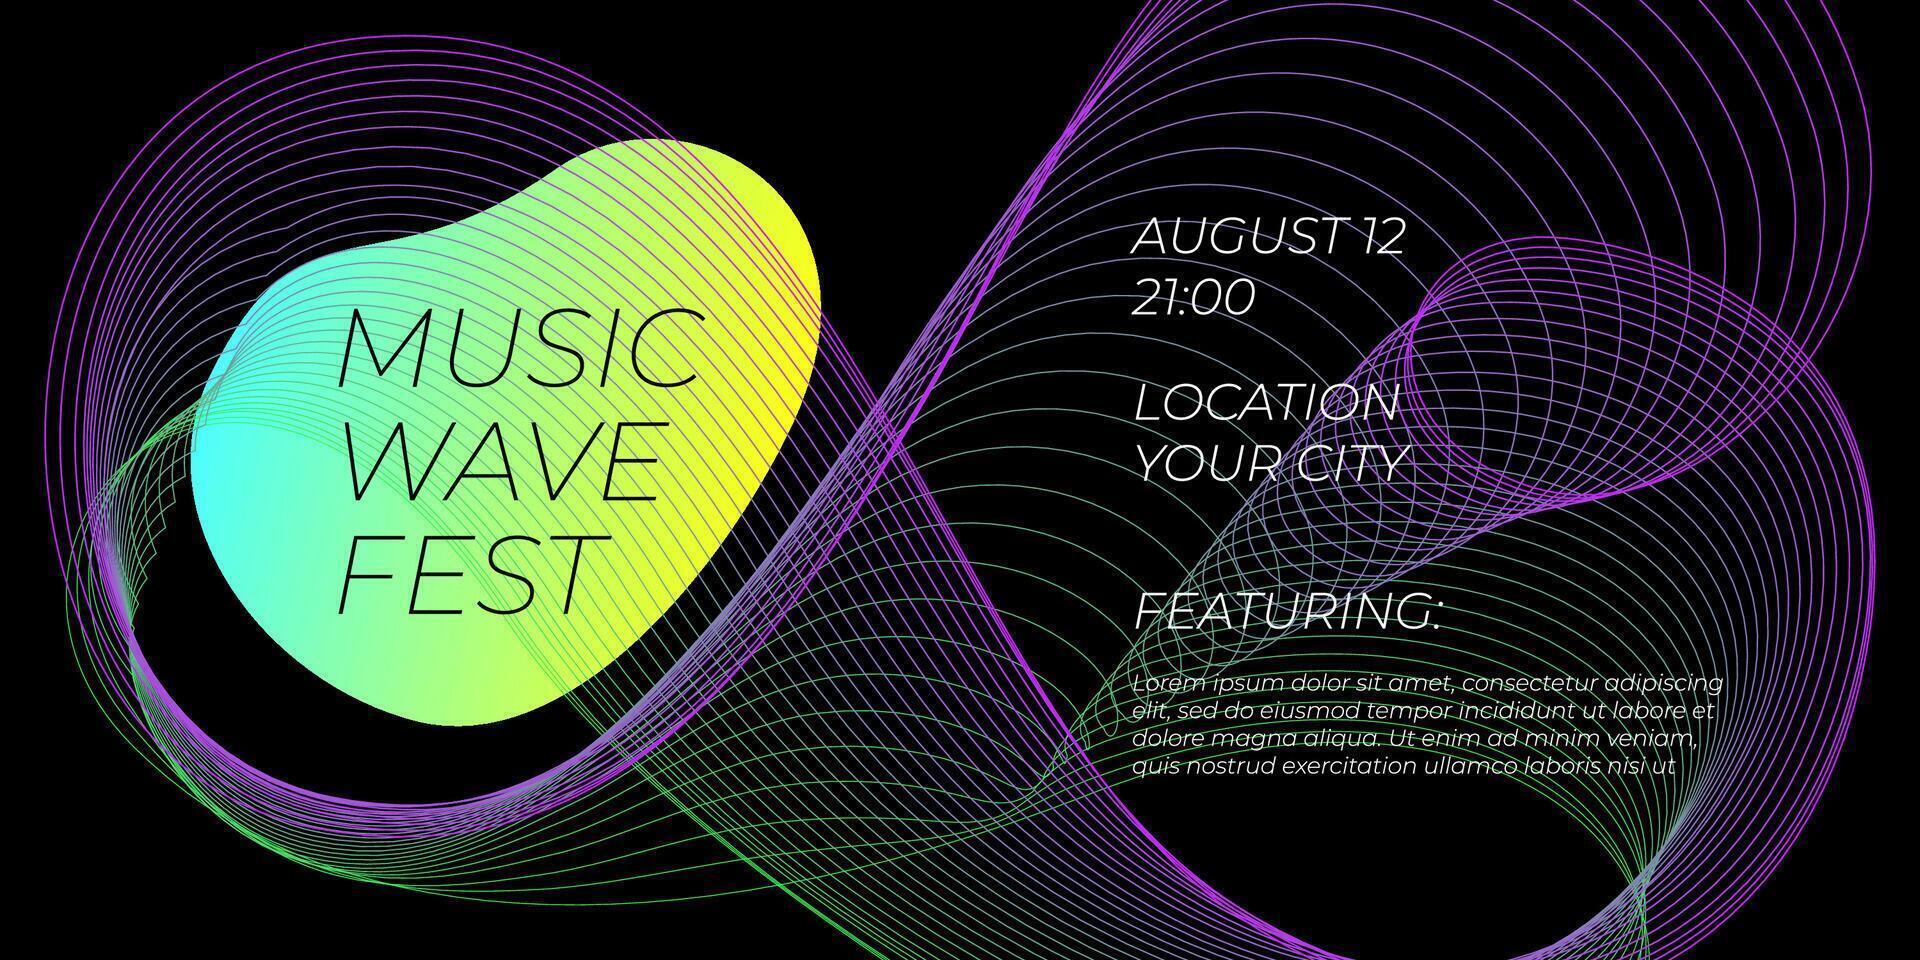 MUSIC
WAVE
FEST
AUGUST 12
21:00
LOCATION
YOUR CITY
FEATURING:
Lorem ipsum dolor sit amet, consectetur adipiscing
elit, sed do eiusmod tempor incididunt ut labore et
dolore magna aliqua. Ut enim ad minim veniam,
quis nostrud exercitation ullamco laboris nisi ut